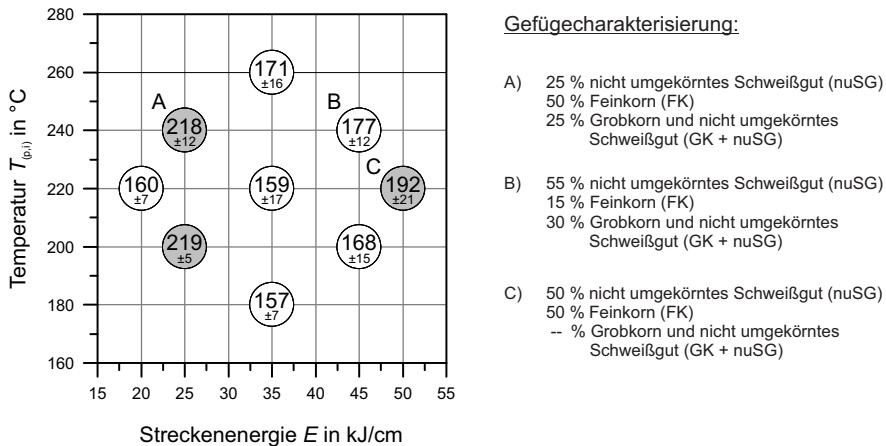 280
260
240
220
200
180
160
Temperatur T(p,i) in °C
15 20 25 30 35 40 45 50 55
Streckenenergie E in kJ/cm
171
±16
A
218
±12
B
177
±12
160
±7
159
±17
C
192
±21
219
±5
168
±15
157
±7
Gefügecharakterisierung:
A) 25 % nicht umgekörntes Schweißgut (nuSG)
50 % Feinkorn (FK)
25 % Grobkorn und nicht umgekörntes
Schweißgut (GK + nuSG)
B) 55 % nicht umgekörntes Schweißgut (nuSG)
15 % Feinkorn (FK)
30 % Grobkorn und nicht umgekörntes
Schweißgut (GK + nuSG)
C) 50 % nicht umgekörntes Schweißgut (nuSG)
50 % Feinkorn (FK)
-- % Grobkorn und nicht umgekörntes
Schweißgut (GK + nuSG)